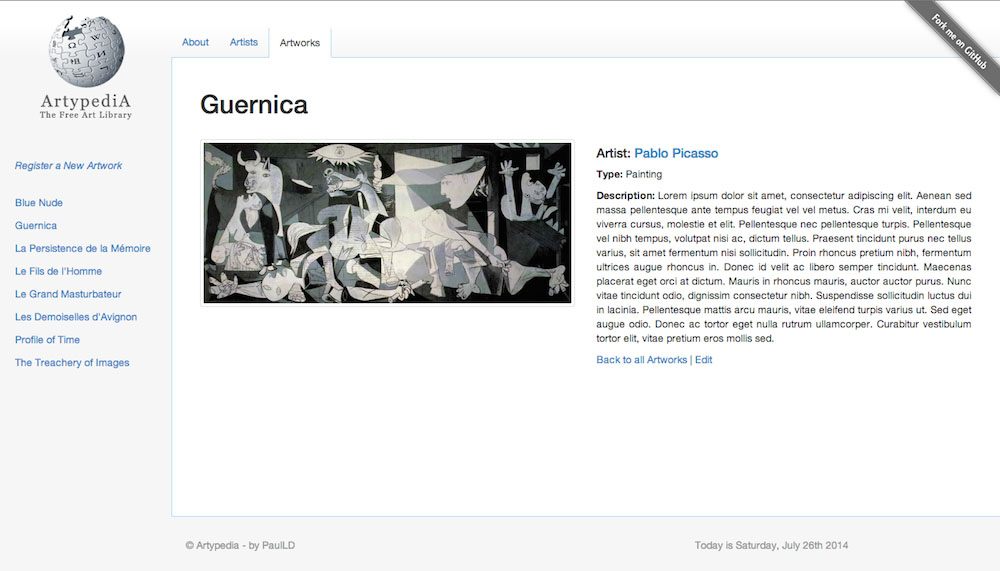 ArtypediA
The Free Art Library
About
Artists
Artworks
Fork me on GitHub
Register a New Artwork
Blue Nude
Guernica
La Persistence de la Mémoire
Le Fils de l'Homme
Le Grand Masturbateur
Les Demoiselles d'Avignon
Profile of Time
The Treachery of Images
Guernica
Artist: Pablo Picasso
Type: Painting
Description: Lorem ipsum dolor sit amet, consectetur adipiscing elit. Aenean sed
massa pellentesque ante tempus feugiat vel vel metus. Cras mi velit, interdum eu
viverra cursus, molestie et elit. Pellentesque nec pellentesque turpis. Pellentesque
vel nibh tempus, volutpat nisi ac, dictum tellus. Praesent tincidunt purus nec tellus
varius, sit amet fermentum nisi sollicitudin. Proin rhoncus pretium nibh, fermentum
ultrices augue rhoncus in. Donec id velit ac libero semper tincidunt. Maecenas
placerat eget orci at dictum. Mauris in rhoncus mauris, auctor auctor purus. Nunc
vitae tincidunt odio, dignissim consectetur nibh. Suspendisse sollicitudin luctus dui
in lacinia. Pellentesque mattis arcu mauris, vitae eleifend turpis varius ut. Sed eget
augue odio. Donec ac tortor eget nulla rutrum ullamcorper. Curabitur vestibulum
tortor elit, vitae pretium eros mollis sed.
Back to all Artworks | Edit
© Artypedia - by PaulLD
Today is Saturday, July 26th 2014